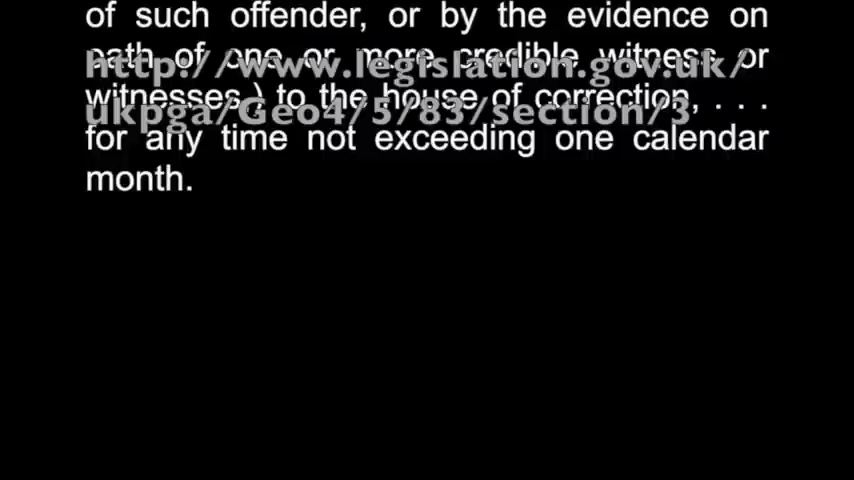 of such offender, or by the evidence on
oath of one or more credible witness or
http://www.legislation.gov.uk/
witnesses,) to the house of correction, . . .
ukpga/Geo4/5/83/section/3
for any time not exceeding one calendar
month.